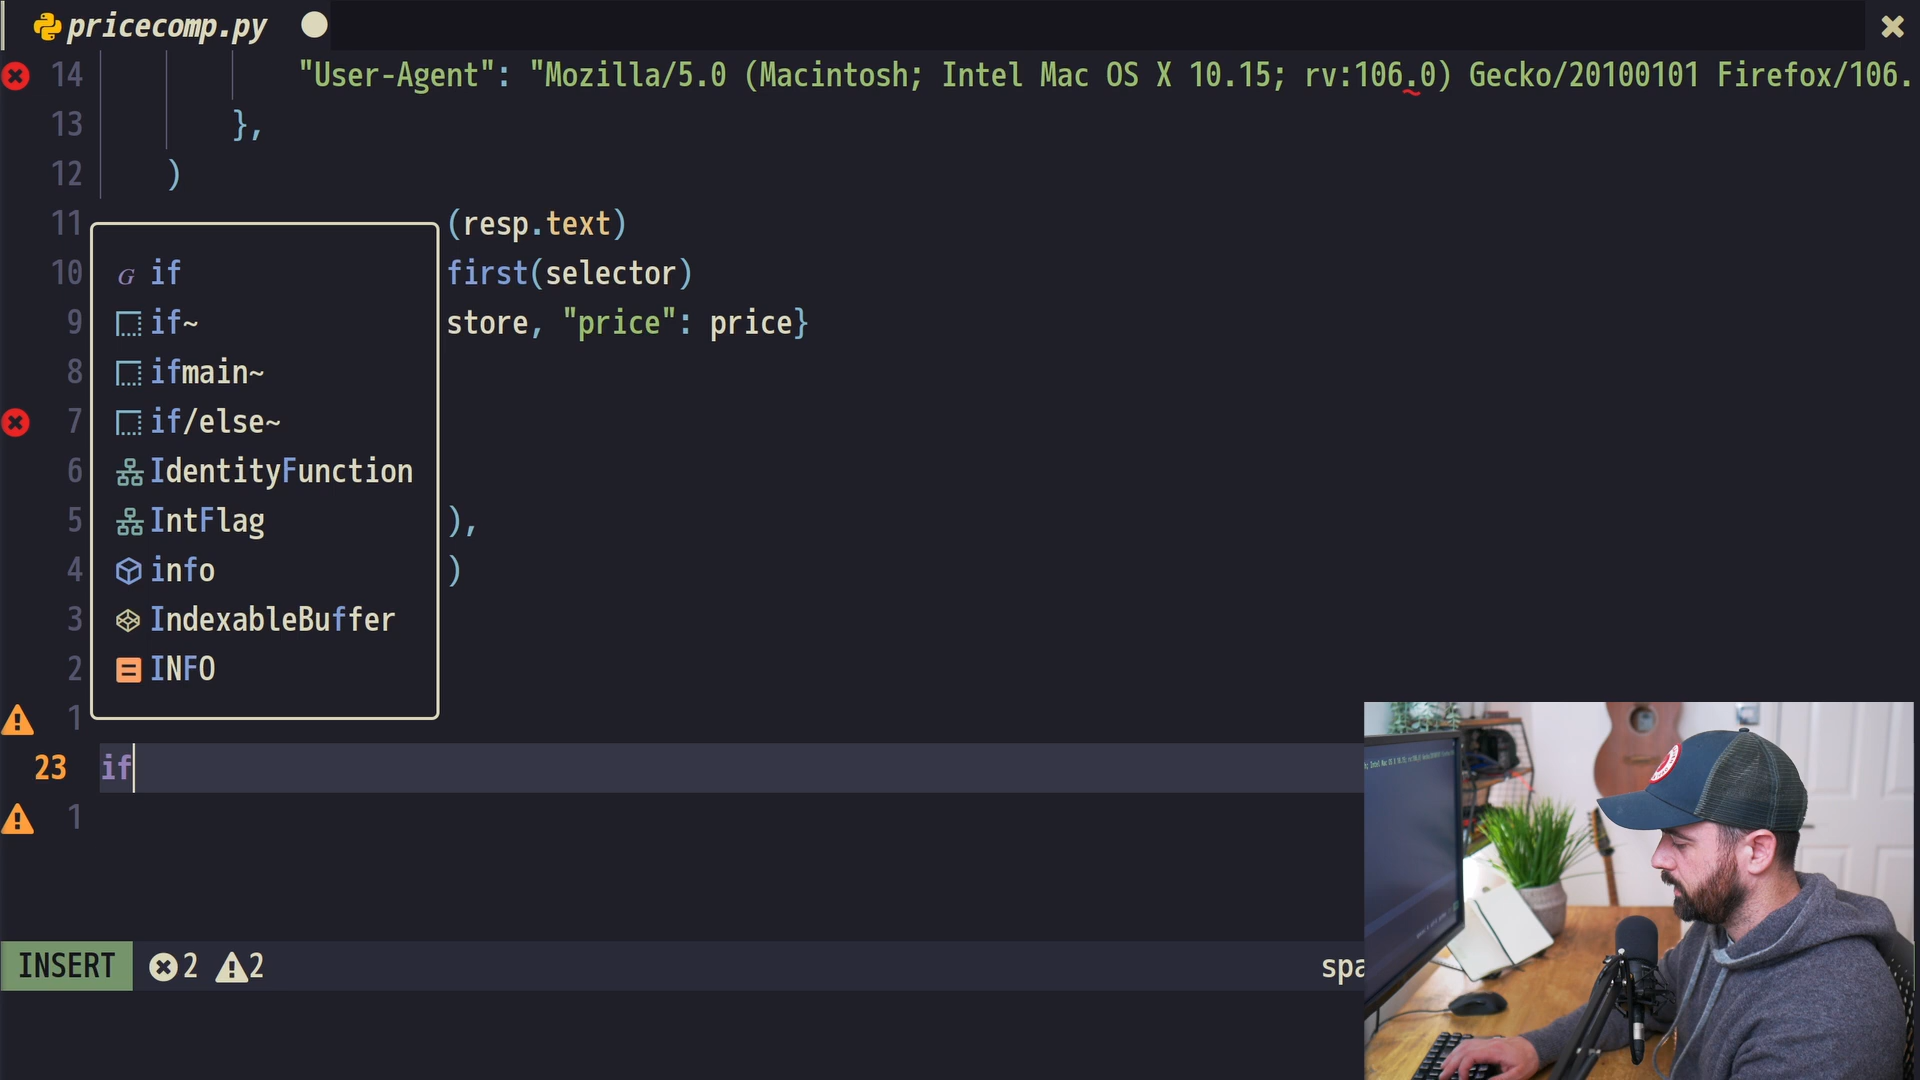 pricecomp.py
14 "User-Agent": "Mozilla/5.0 (Macintosh; Intel Mac OS X 10.15; rv:106.0) Gecko/20100101 Firefox/106.
13 },
12 )
11 (resp.text)
10 first(selector)
9 store, "price": price}
8
7
6
5 ),
4 )
3
2
1
if
if~
ifmain~
if/else~
IdentityFunction
IntFlag
info
IndexableBuffer
INFO
23 if
1
INSERT 2 2 spa